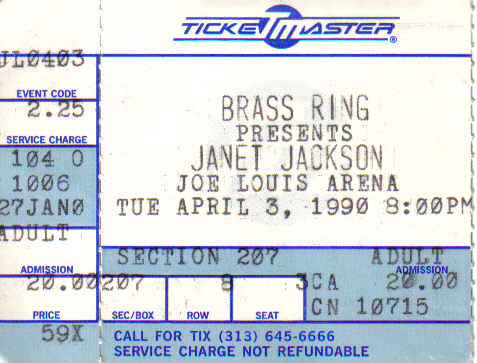 TICKETMASTER®
JL0403
EVENT CODE
2.25
SERVICE CHARGE
104 0
1006
27JAN0
ADULT
ADMISSION
20.00
PRICE
59X
BRASS RING
PRESENTS
JANET JACKSON
JOE LOUIS ARENA
TUE APRIL 3, 1990 8:00PM
SECTION 207 ADULT
ADMISSION
207 8 3CA 20.00
SEC/BOX ROW SEAT CN 10715
CALL FOR TIX (313) 645-6666
SERVICE CHARGE NOT REFUNDABLE